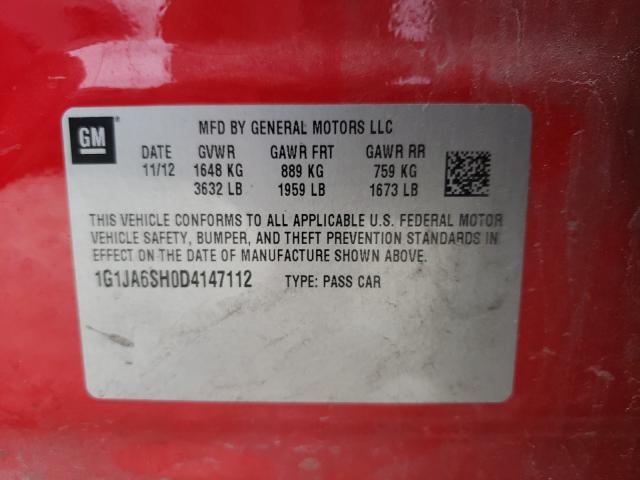 GM
MFD BY GENERAL MOTORS LLC
DATE GVWR GAWR FRT GAWR RR
11/12 1648 KG 889 KG 759 KG
3632 LB 1959 LB 1673 LB
THIS VEHICLE CONFORMS TO ALL APPLICABLE U.S. FEDERAL MOTOR
VEHICLE SAFETY, BUMPER, AND THEFT PREVENTION STANDARDS IN
EFFECT ON THE DATE OF MANUFACTURE SHOWN ABOVE.
1G1JA6SH0D4147112 TYPE: PASS CAR